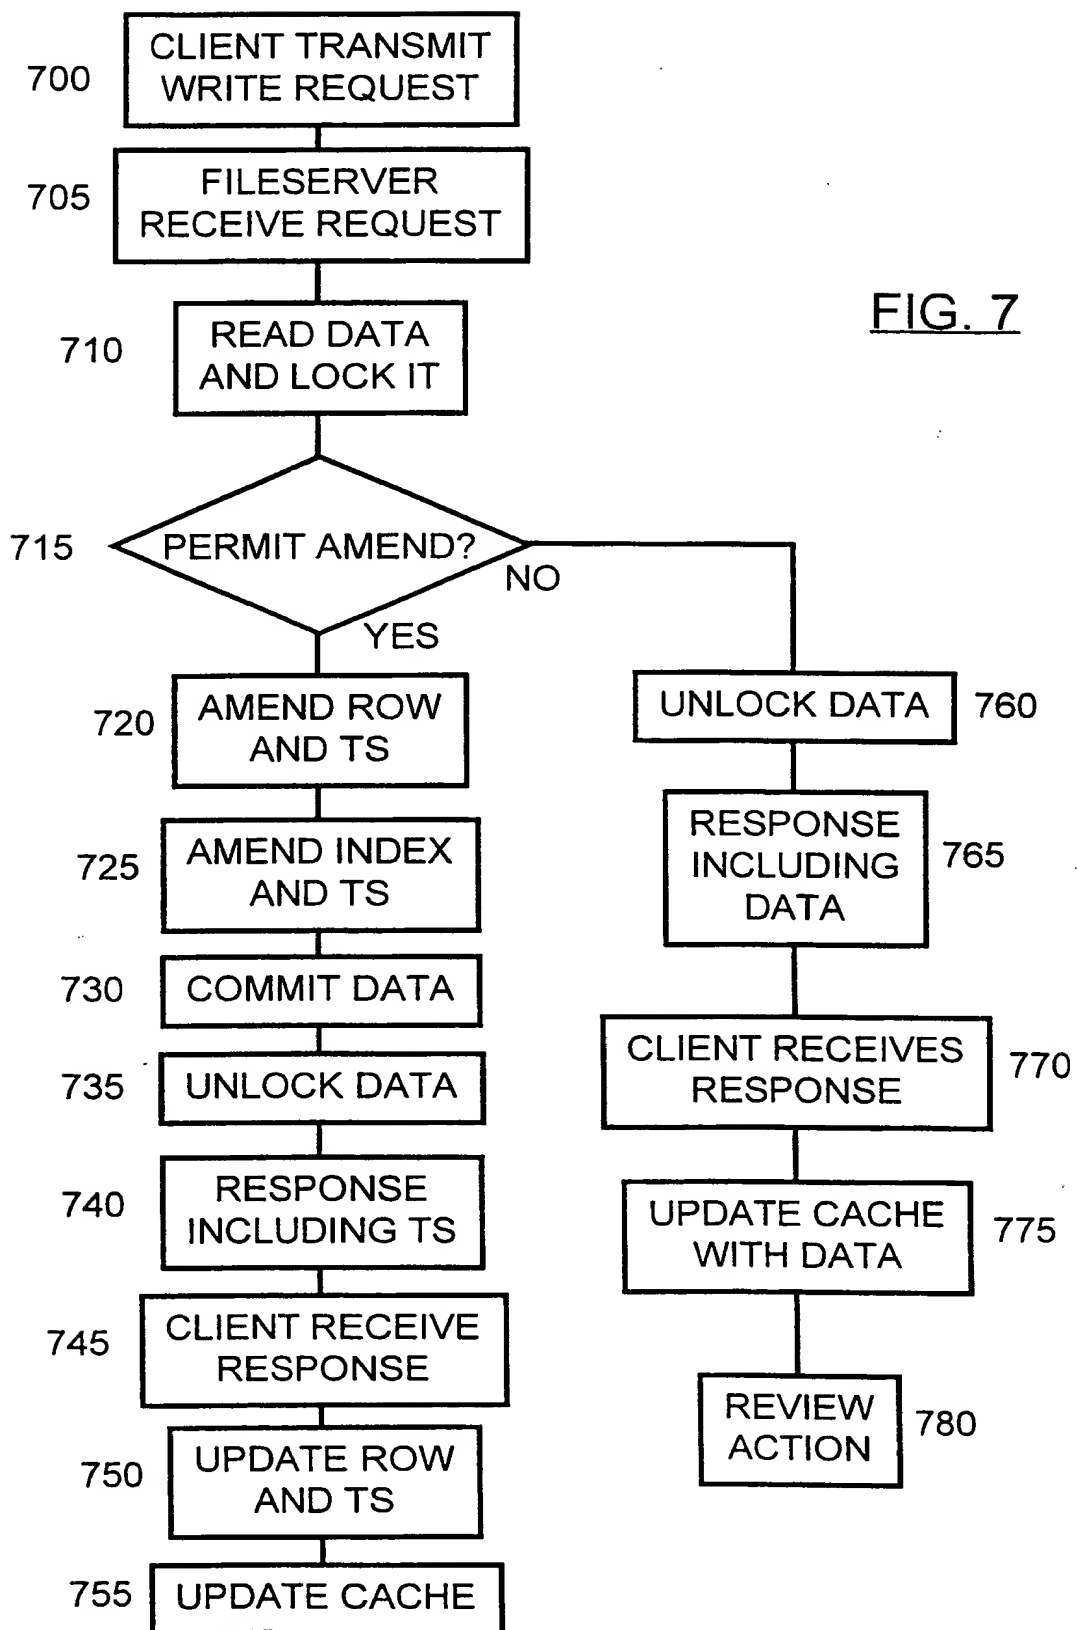 700
CLIENT TRANSMIT
WRITE REQUEST
705
FILESERVER
RECEIVE REQUEST
FIG. 7
710
READ DATA
AND LOCK IT
715
PERMIT AMEND?
NO
YES
720
AMEND ROW
AND TS
725
AMEND INDEX
AND TS
730
COMMIT DATA
735
UNLOCK DATA
740
RESPONSE
INCLUDING TS
745
CLIENT RECEIVE
RESPONSE
750
UPDATE ROW
AND TS
755
UPDATE CACHE
UNLOCK DATA
760
RESPONSE
INCLUDING
DATA
765
CLIENT RECEIVES
RESPONSE
770
UPDATE CACHE
WITH DATA
775
REVIEW
ACTION
780